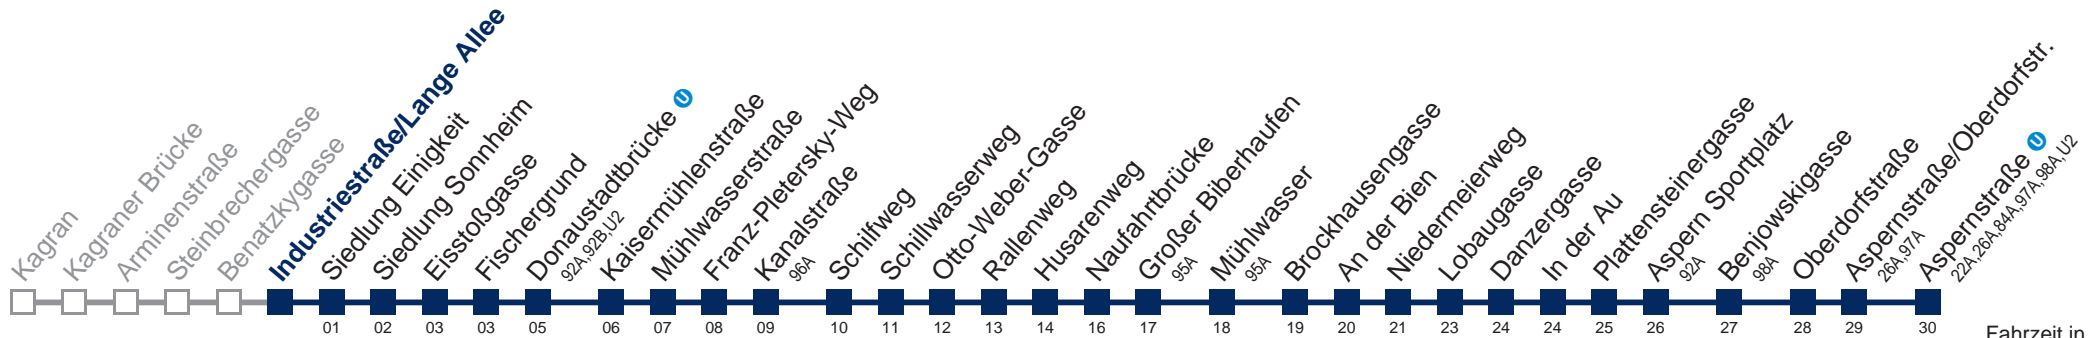 Kagran
Kagraner Brücke
Arminenstraße
Steinbrechergasse
Benatzkygasse
Industriestraße/Lange Allee
Siedlung Einigkeit
Siedlung Sonnheim
Eisstoßgasse
Fischergrund
Donaustadtbrücke U
92A,92B,U2
Kaisermühlenstraße
Mühlwasserstraße
Franz-Pletersky-Weg
Kanalstraße
96A
Schilfweg
Schillwasserweg
Otto-Weber-Gasse
Rallenweg
Husarenweg
Naufahrtbrücke
Großer Biberhaufen
95A
Mühlwasser
95A
Brockhausengasse
An der Bien
Niedermeierweg
Lobaugasse
Danzergasse
In der Au
Plattensteinergasse
Aspern Sportplatz
92A
Benjowskigasse
98A
Oberdorfstraße
Aspernstraße/Oberdorfstr.
26A,97A
Aspernstraße U
22A,26A,84A,97A,98A,U2
01 02 03 03 05 06 07 08 09 10 11 12 13 14 16 17 18 19 20 21 23 24 24 25 26 27 28 29 30
Fahrzeit in